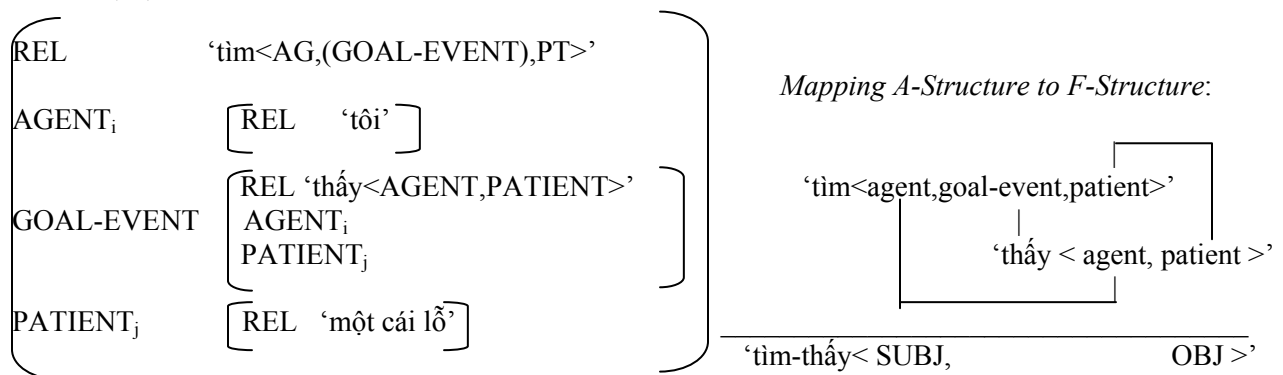 REL ‘tìm<AG,(GOAL-EVENT),PT>’
AGENTi REL ‘tôi’
REL ‘thấy<AGENT,PATIENT>’
GOAL-EVENT AGENTi
PATIENTj
PATIENTj REL ‘một cái lỗ’
Mapping A-Structure to F-Structure:
‘tìm<agent,goal-event,patient>’
‘thấy < agent, patient >’
‘tìm-thấy< SUBJ, OBJ >’